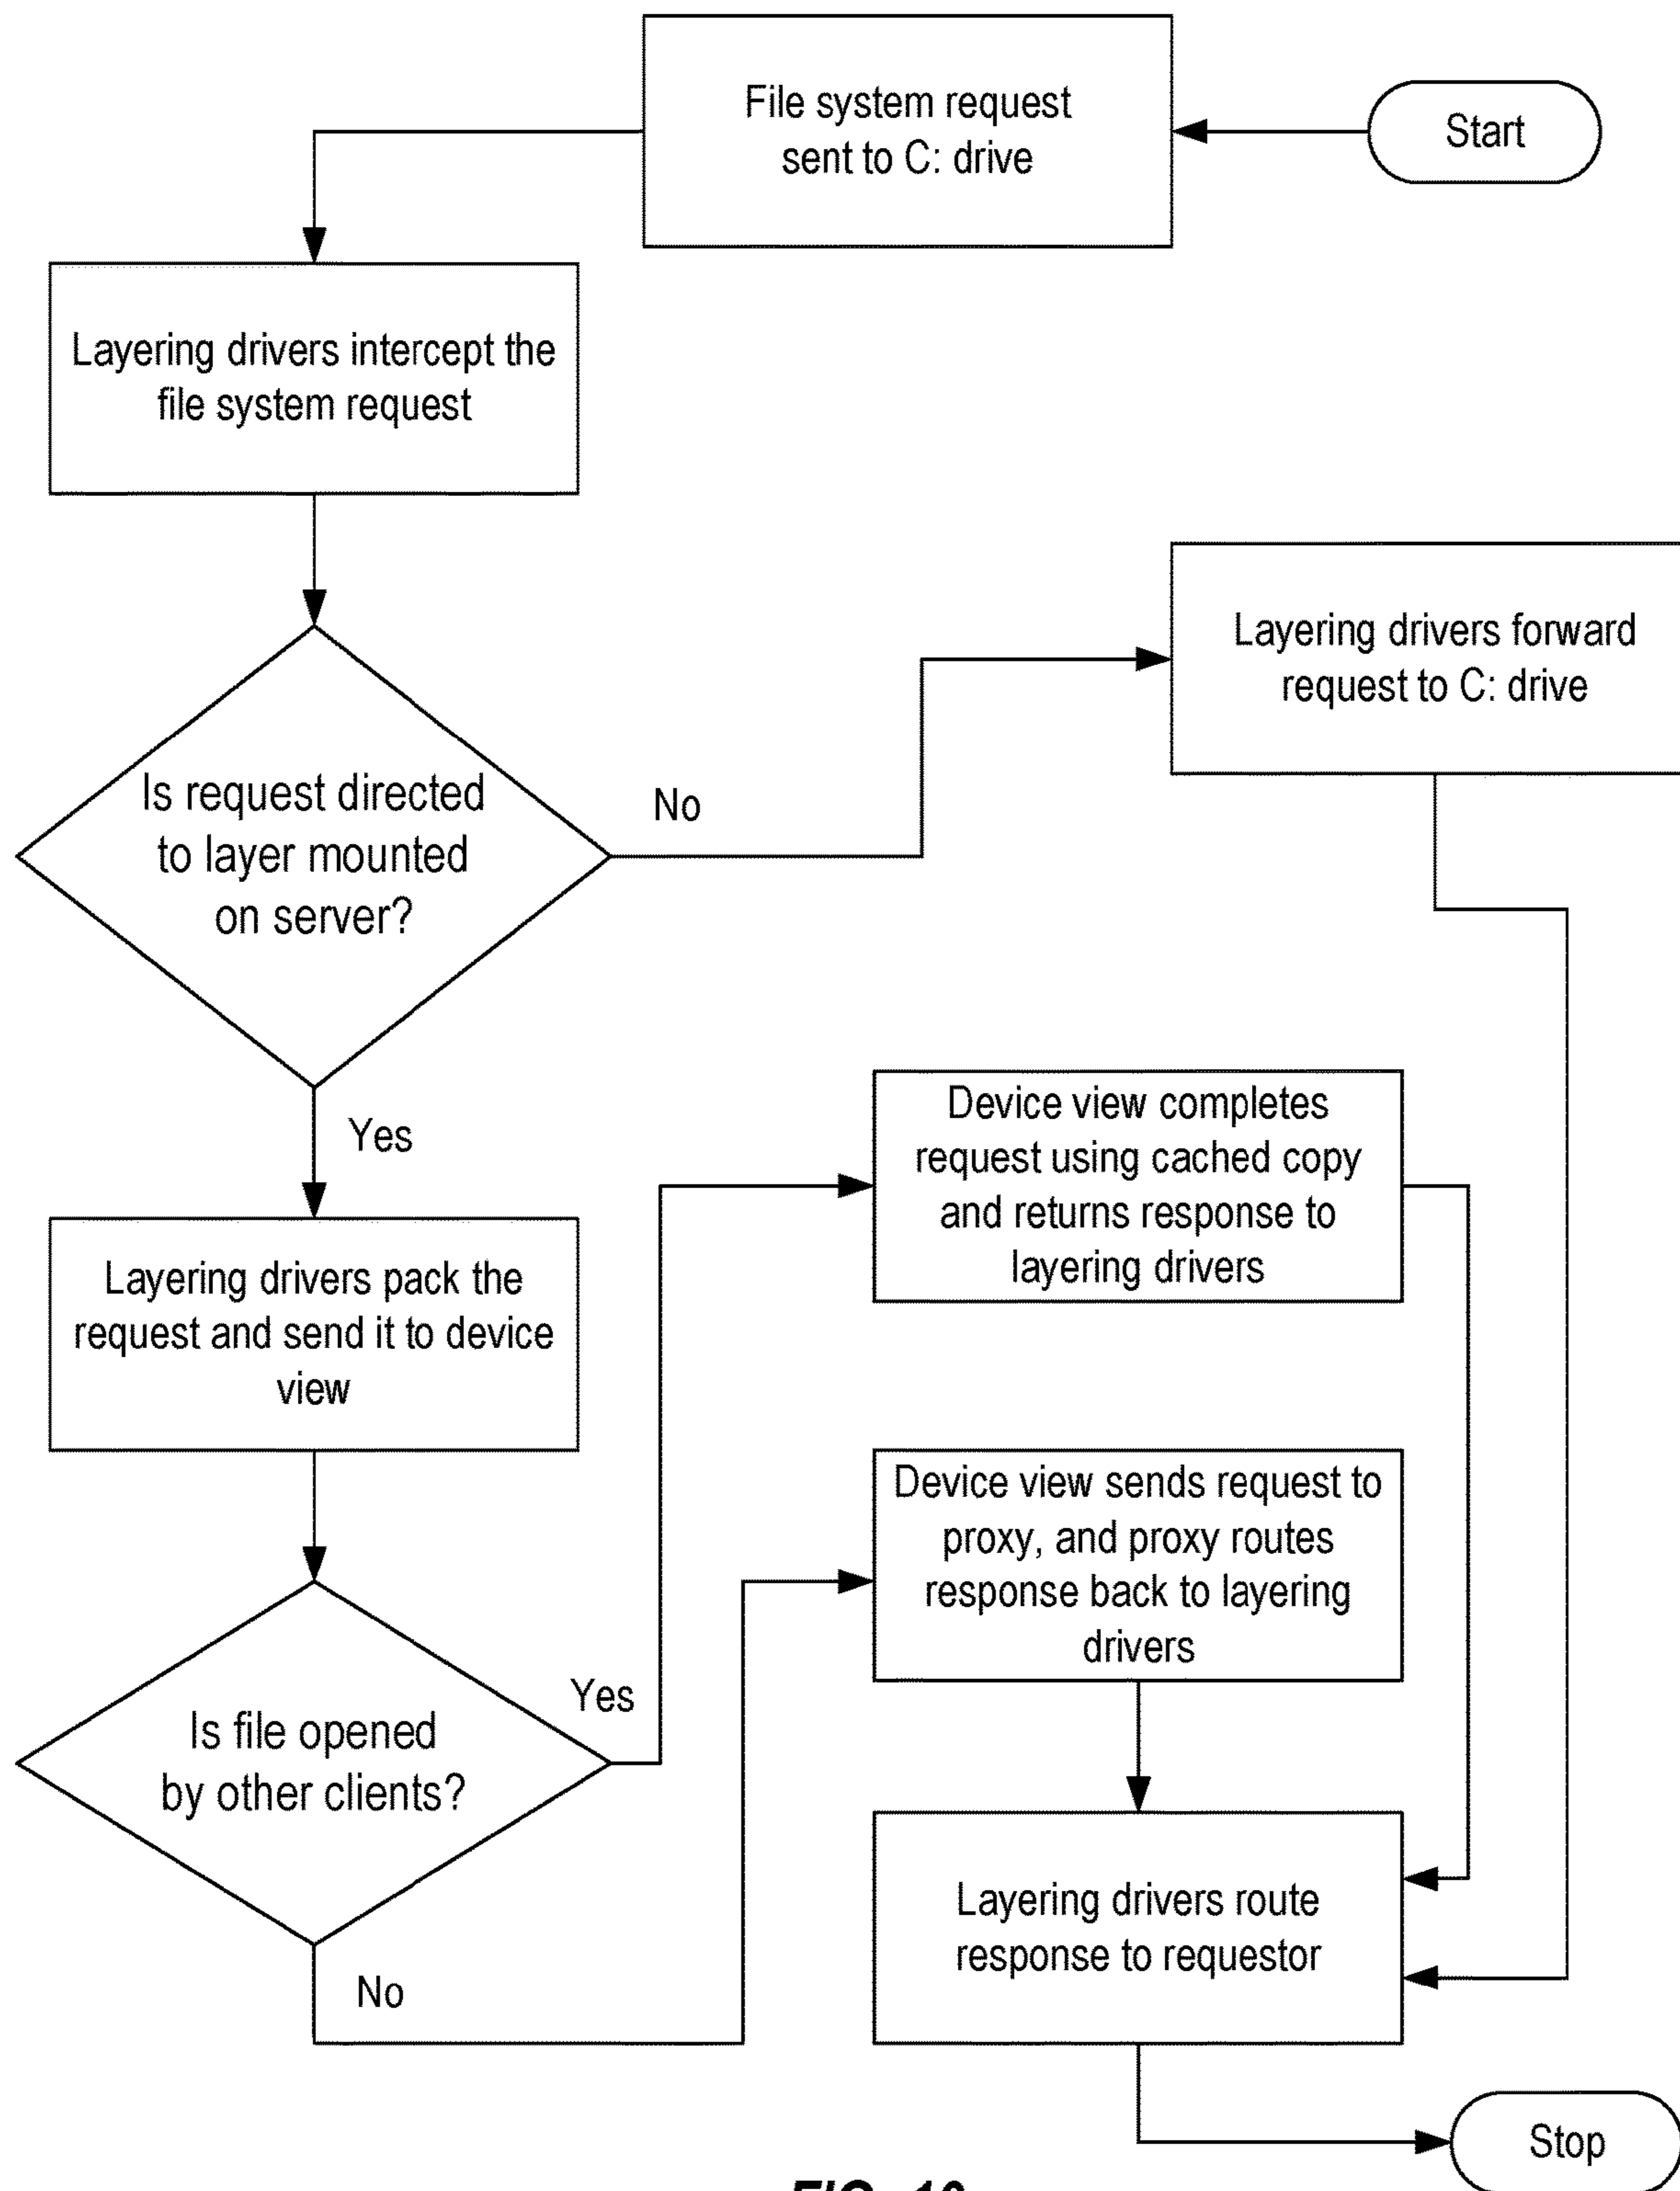 File system request
sent to C: drive
Start
Layering drivers intercept the
file system request
Layering drivers forward
request to C: drive
Is request directed
to layer mounted
on server?
No
Yes
Device view completes
request using cached copy
and returns response to
layering drivers
Layering drivers pack the
request and send it to device
view
Device view sends request to
proxy, and proxy routes
response back to layering
drivers
Is file opened
by other clients?
Yes
Layering drivers route
response to requestor
No
Stop
FIG.